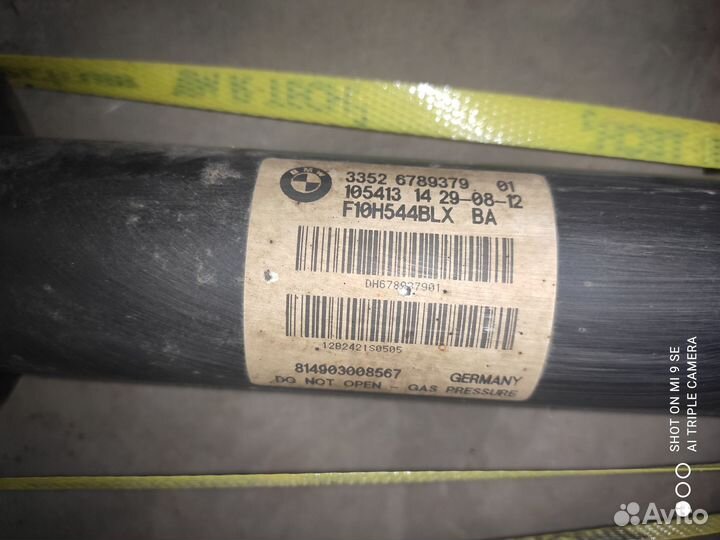 BMW
3352 6789379 01
105413 14 29-08-12
F10H544BLX BA
DH678937901
12B2421S0505
814903008567 GERMANY
DO NOT OPEN - GAS PRESSURE
SHOT ON MI 9 SE
AI TRIPLE CAMERA
Avito